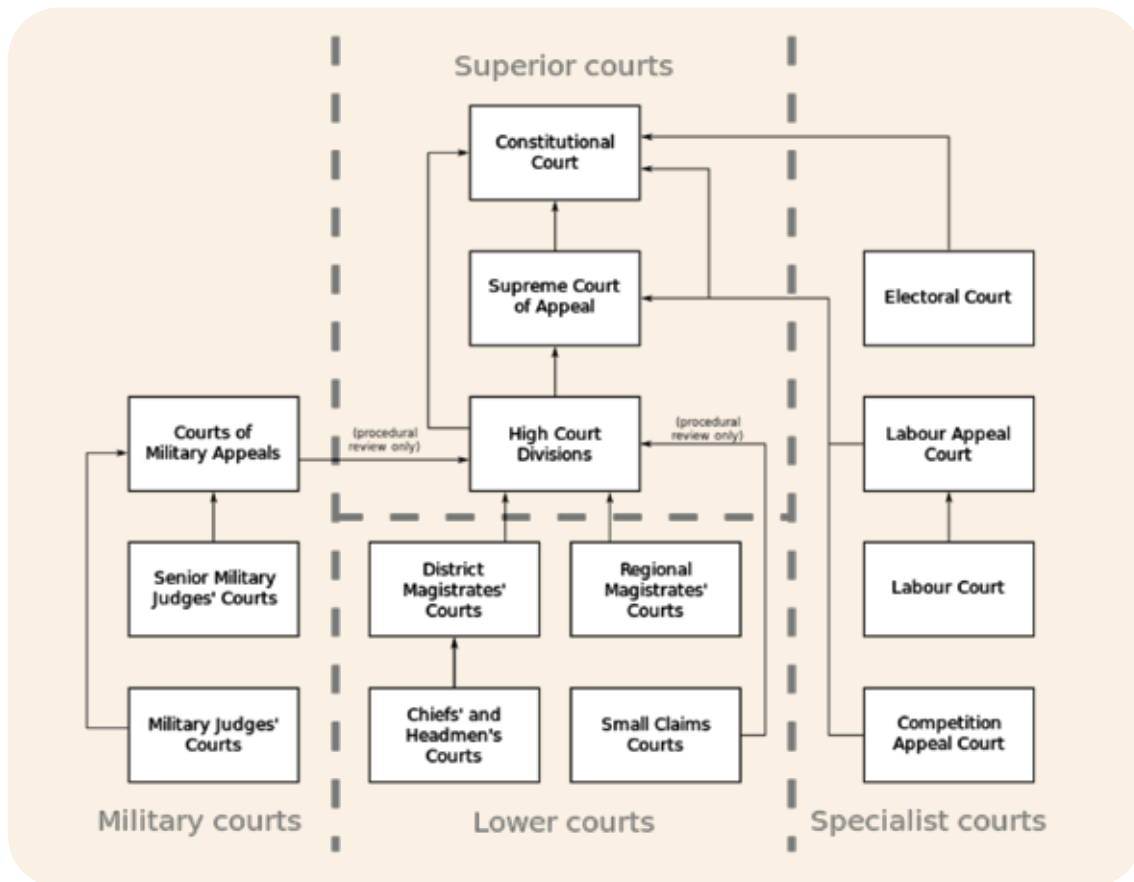 Superior courts
Constitutional
Court
Supreme Court
of Appeal
Electoral Court
Courts of
Military Appeals
(procedural
review only)
High Court
Divisions
(procedural
review only)
Labour Appeal
Court
Senior Military
Judges' Courts
District
Magistrates'
Courts
Regional
Magistrates'
Courts
Labour Court
Military Judges'
Courts
Chiefs' and
Headmen's
Courts
Small Claims
Courts
Competition
Appeal Court
Military courts
Lower courts
Specialist courts